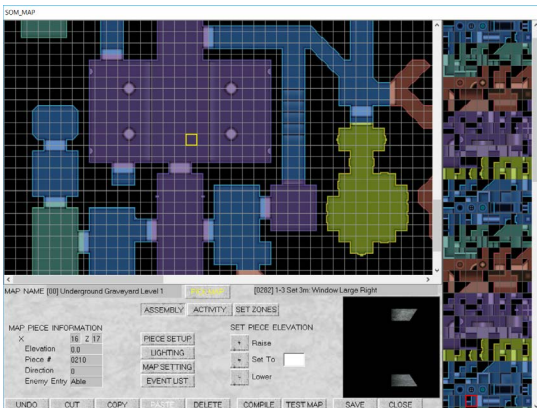 SOM_MAP
MAP NAME [00] Underground Graveyard Level 1
[0282] 1-3 Set 3m: Window Large Right
ASSEMBLY ACTIVITY SET ZONES
MAP PIECE INFORMATION
X 16 Z 17
Elevation 0.0
Piece # 0210
Direction 0
Enemy Entry Able
PIECE SETUP
LIGHTING
MAP SETTING
EVENT LIST
SET PIECE ELEVATION
Raise
Set To
Lower
UNDO CUT COPY PASTE DELETE COMPILE TEST MAP SAVE CLOSE